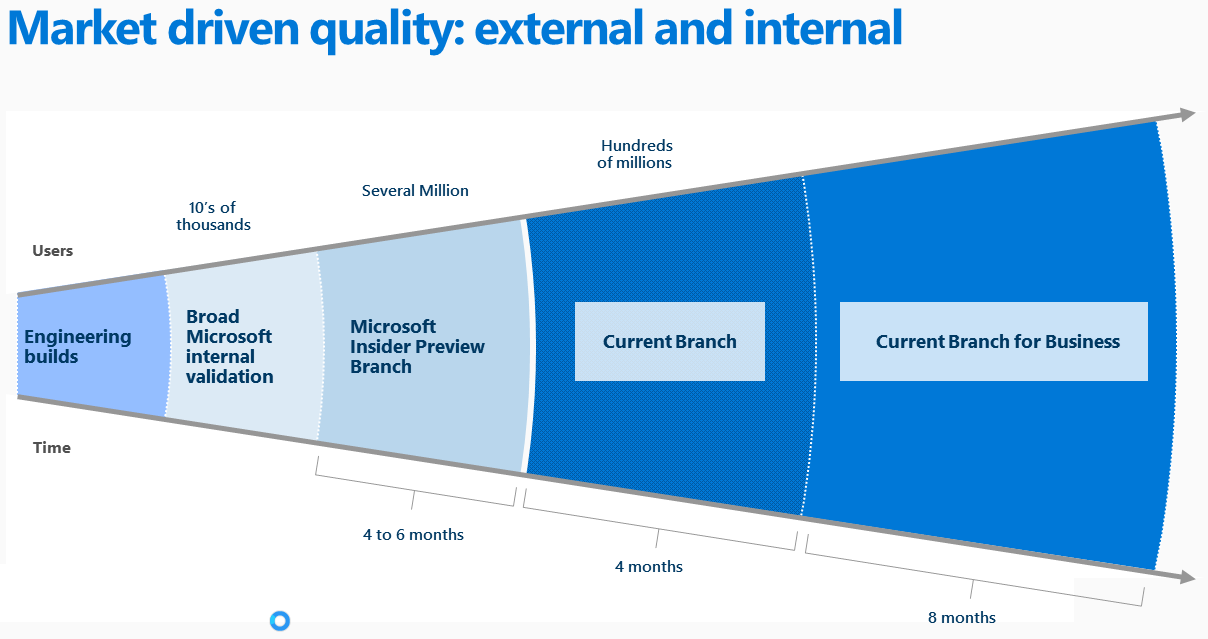 Market driven quality: external and internal
Hundreds
of millions
Several Million
10's of
thousands
Users
Engineering
builds
Broad
Microsoft
internal
validation
Microsoft
Insider Preview
Branch
Current Branch
Current Branch for Business
Time
4 to 6 months
4 months
8 months